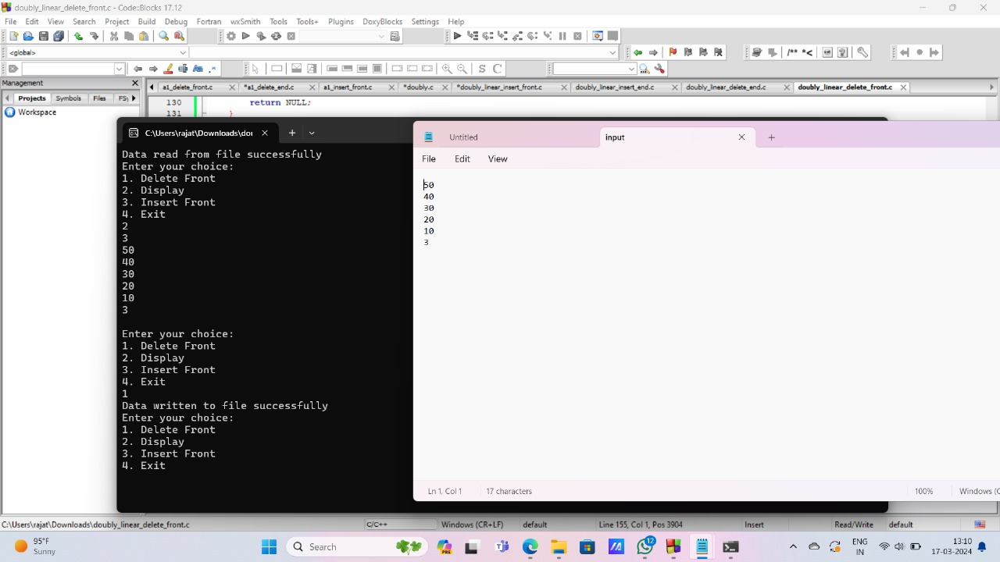 doubly_linear_delete_front.c - Code::Blocks 17.12
File Edit View Search Project Build Debug Fortran wxSmith Tools Tools+ Plugins DoxyBlocks Settings Help
<global>
/** *<
S C
Management
Projects Symbols Files FSy
Workspace
a1_delete_front.c *a1_delete_end.c a1_insert_front.c *doubly.c *doubly_linear_insert_front.c doubly_linear_insert_end.c doubly_linear_delete_end.c doubly_linear_delete_front.c
130 return NULL;
131 }
C:\Users\rajat\Downloads\dou
Data read from file successfully
Enter your choice:
1. Delete Front
2. Display
3. Insert Front
4. Exit
2
3
50
40
30
20
10
3
Enter your choice:
1. Delete Front
2. Display
3. Insert Front
4. Exit
1
Data written to file successfully
Enter your choice:
1. Delete Front
2. Display
3. Insert Front
4. Exit
Untitled input
File Edit View
50
40
30
20
10
3
Ln 1, Col 1 17 characters 100% Windows (C
C:\Users\rajat\Downloads\doubly_linear_delete_front.c C/C++ Windows (CR+LF) default Line 155, Col 1, Pos 3904 Insert Read/Write default
95°F
Sunny
Search
PRE
12
ENG
IN
13:10
17-03-2024